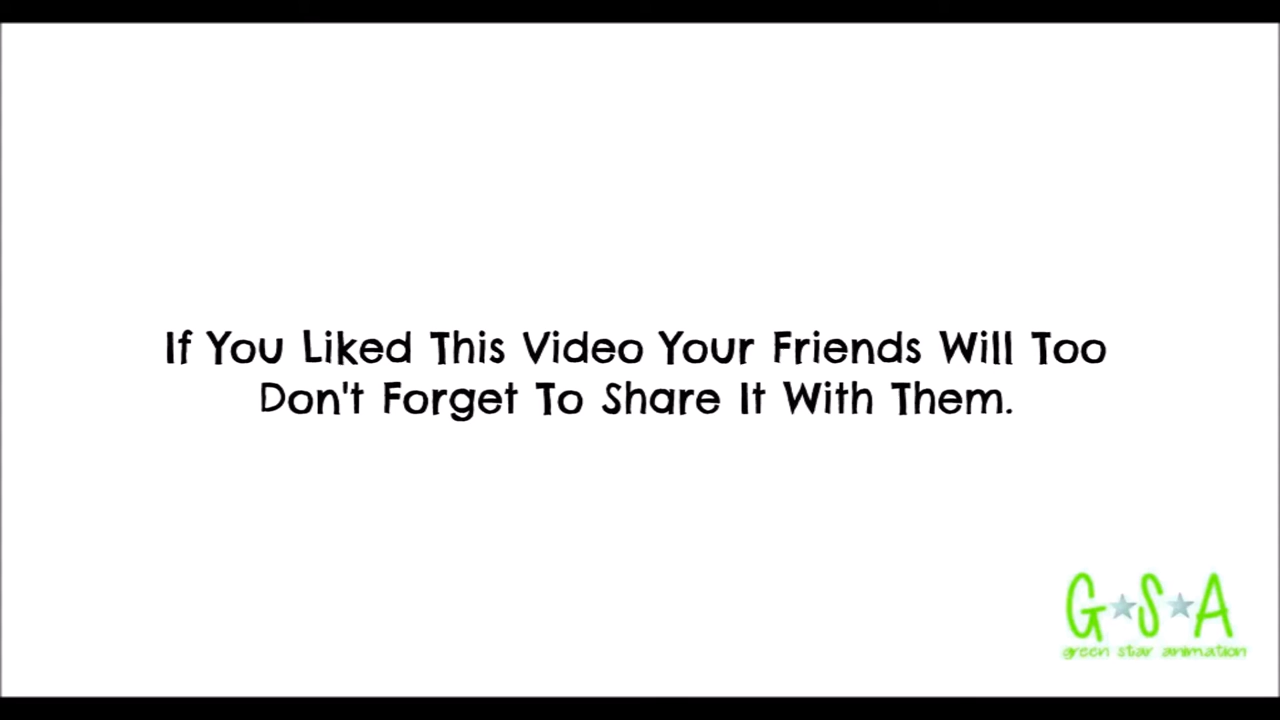 If You Liked This Video Your Friends Will Too
Don't Forget To Share It With Them.
G★S★A
green star animation